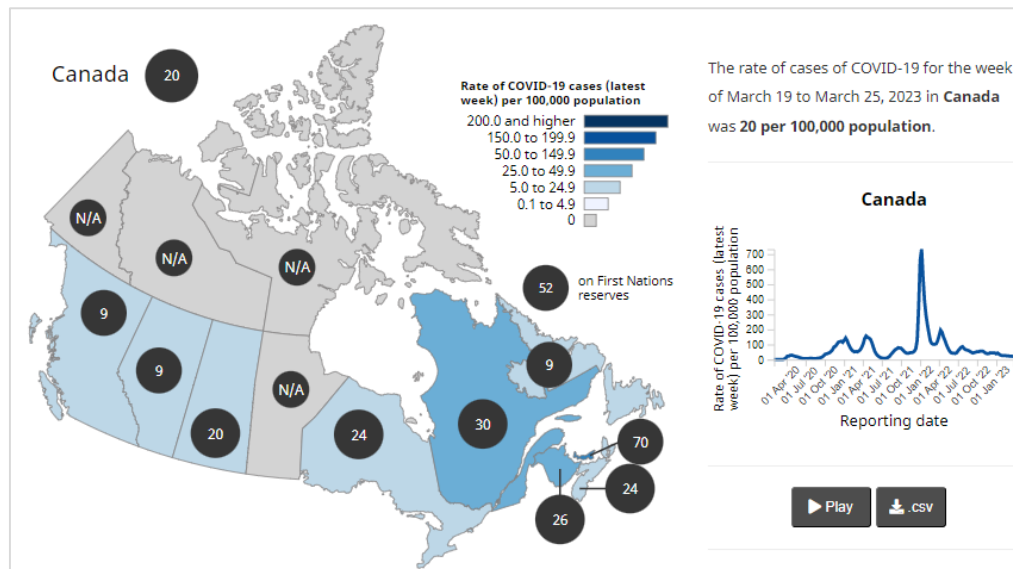 Canada
20
Rate of COVID-19 cases (latest
week) per 100,000 population
200.0 and higher
150.0 to 199.9
50.0 to 149.9
25.0 to 49.9
5.0 to 24.9
0.1 to 4.9
0
N/A
N/A
N/A
52
on First Nations
reserves
9
9
20
N/A
24
30
9
70
24
26
The rate of cases of COVID-19 for the week
of March 19 to March 25, 2023 in Canada
was 20 per 100,000 population.
Canada
Rate of COVID-19 cases (latest
week) per 100,000 population
700
600
500
400
300
200
100
0
01 Apr '20
01 Jul '20
01 Oct '20
01 Jan '21
01 Apr '21
01 Jul '21
01 Oct '21
01 Jan '22
01 Apr '22
01 Jul '22
01 Oct '22
01 Jan '23
Reporting date
Play
.csv